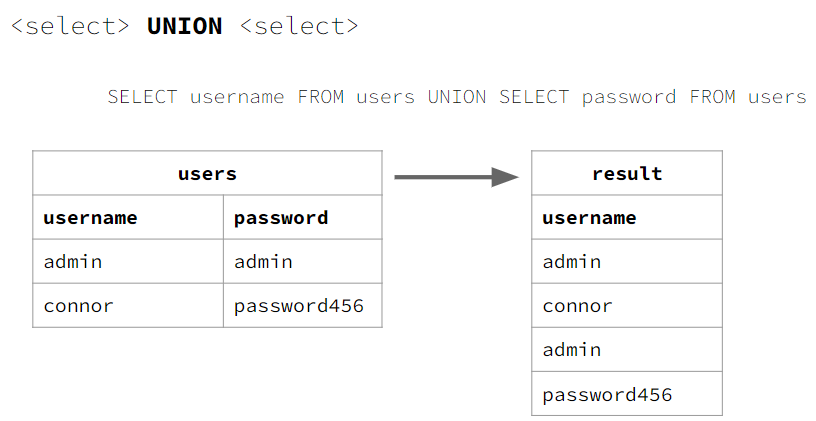 <select> UNION <select>
SELECT username FROM users UNION SELECT password FROM users
users
username password
admin admin
connor password456
result
username
admin
connor
admin
password456